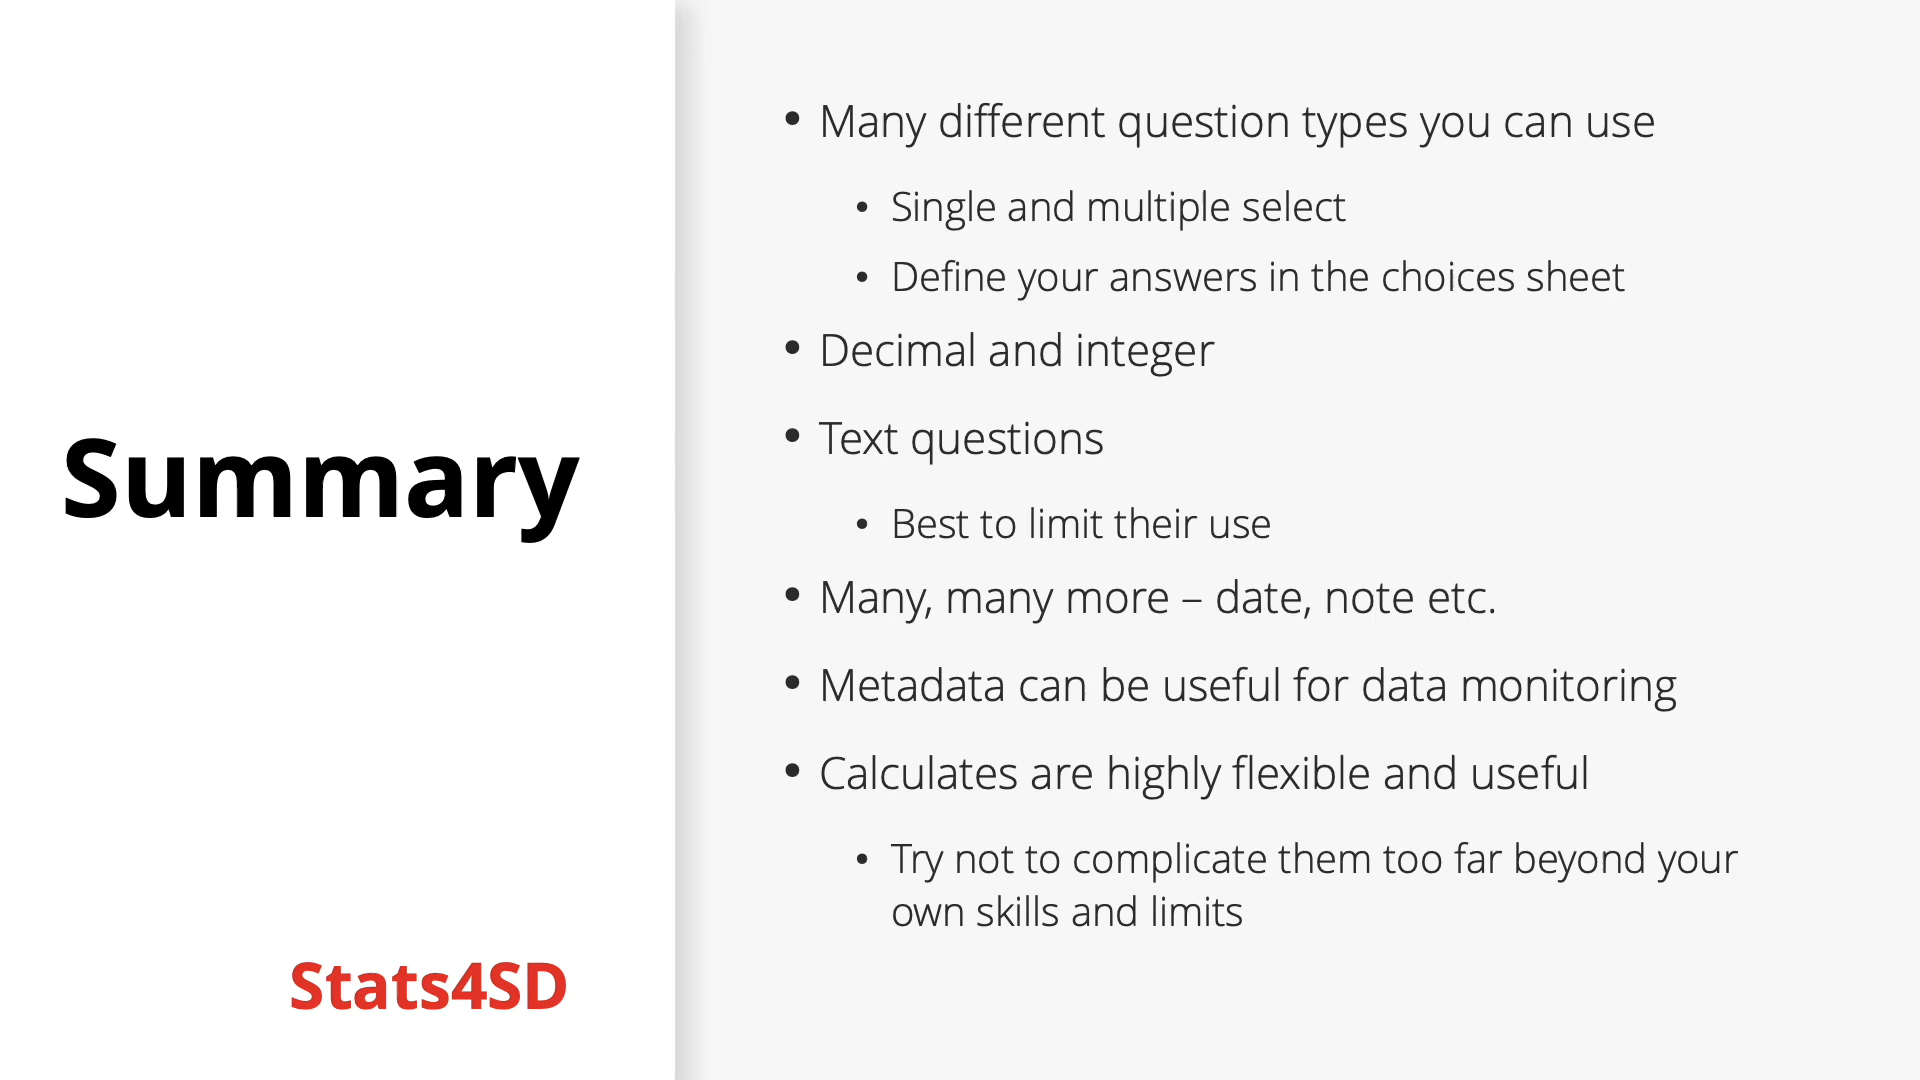 Summary
Stats4SD
• Many different question types you can use
• Single and multiple select
• Define your answers in the choices sheet
• Decimal and integer
• Text questions
• Best to limit their use
• Many, many more – date, note etc.
• Metadata can be useful for data monitoring
• Calculates are highly flexible and useful
• Try not to complicate them too far beyond your
own skills and limits